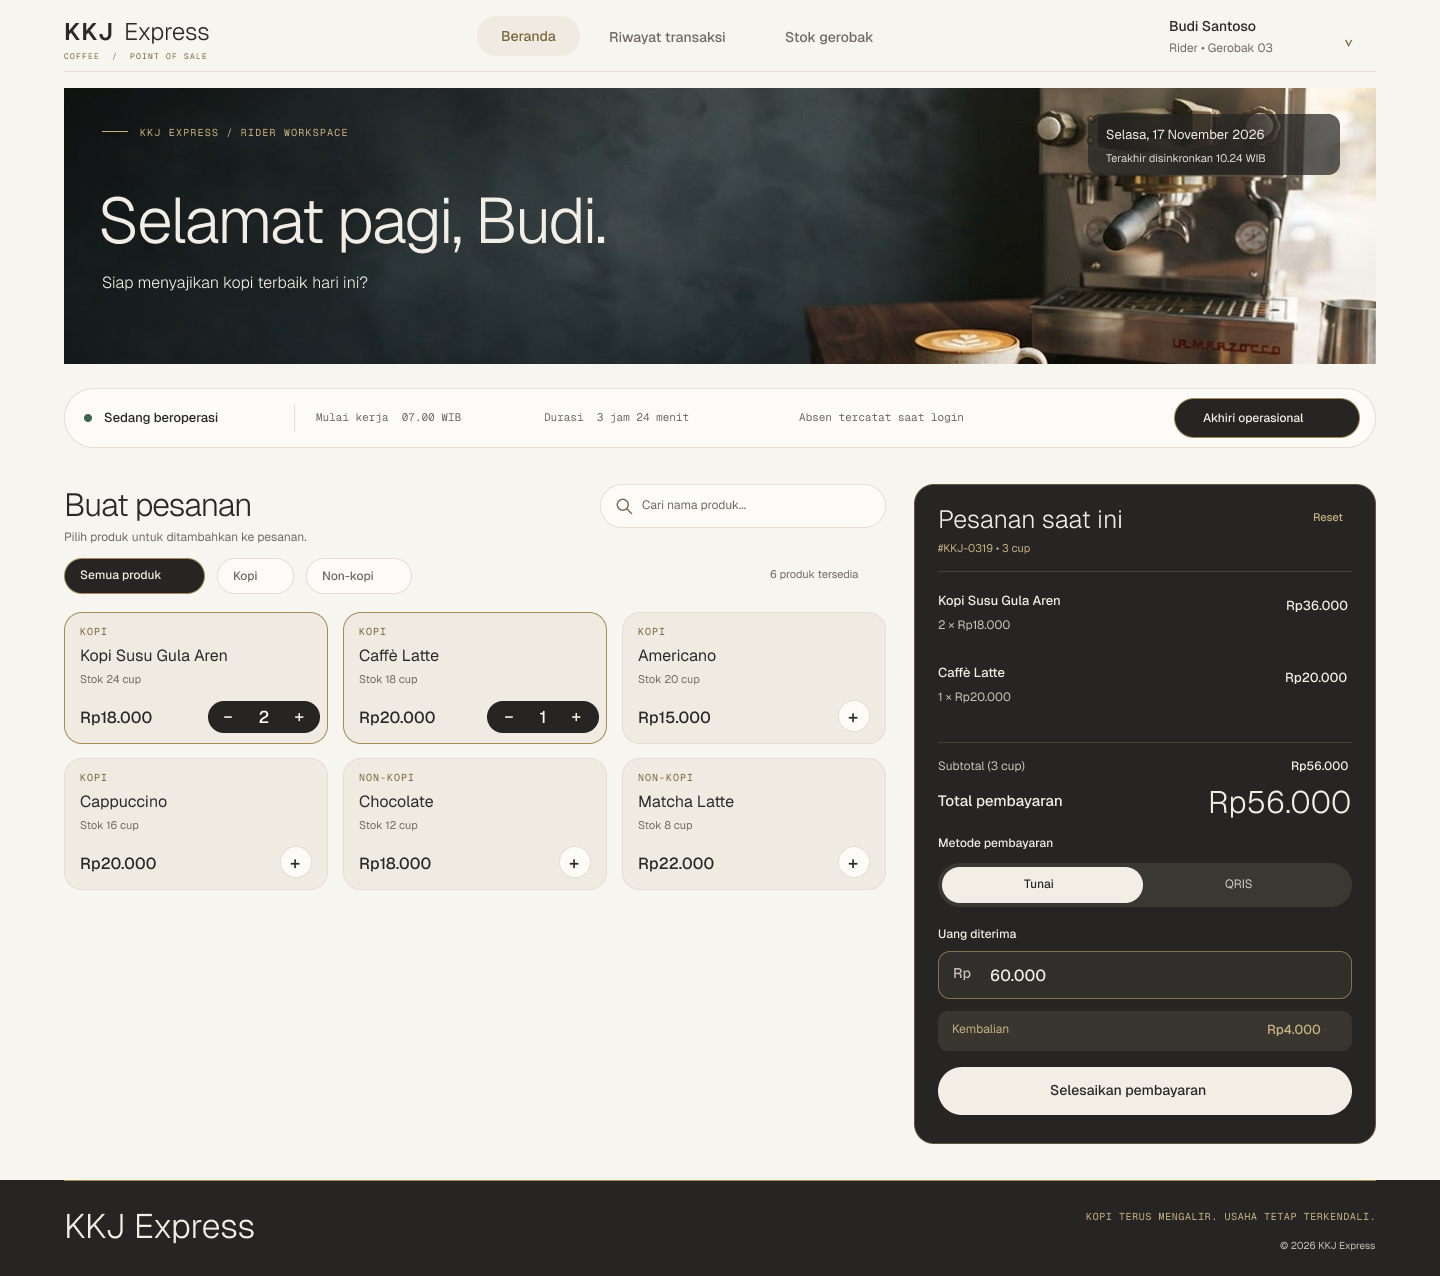 KKJ Express
COFFEE / POINT OF SALE
Beranda
Riwayat transaksi
Stok gerobak
Budi Santoso
Rider • Gerobak 03
KKJ EXPRESS / RIDER WORKSPACE
Selasa, 17 November 2026
Terakhir disinkronkan 10.24 WIB
Selamat pagi, Budi.
Siap menyajikan kopi terbaik hari ini?
Sedang beroperasi
Mulai kerja 07.00 WIB
Durasi 3 jam 24 menit
Absen tercatat saat login
Akhiri operasional
Buat pesanan
Pilih produk untuk ditambahkan ke pesanan.
Cari nama produk...
Semua produk
Kopi
Non-kopi
6 produk tersedia
KOPI
Kopi Susu Gula Aren
Stok 24 cup
Rp18.000
− 2 +
KOPI
Caffè Latte
Stok 18 cup
Rp20.000
− 1 +
KOPI
Americano
Stok 20 cup
Rp15.000
+
KOPI
Cappuccino
Stok 16 cup
Rp20.000
+
NON-KOPI
Chocolate
Stok 12 cup
Rp18.000
+
NON-KOPI
Matcha Latte
Stok 8 cup
Rp22.000
+
Pesanan saat ini
Reset
#KKJ-0319 • 3 cup
Kopi Susu Gula Aren
Rp36.000
2 × Rp18.000
Caffè Latte
Rp20.000
1 × Rp20.000
Subtotal (3 cup)
Rp56.000
Total pembayaran
Rp56.000
Metode pembayaran
Tunai
QRIS
Uang diterima
Rp 60.000
Kembalian
Rp4.000
Selesaikan pembayaran
KKJ Express
KOPI TERUS MENGALIR. USAHA TETAP TERKENDALI.
© 2026 KKJ Express